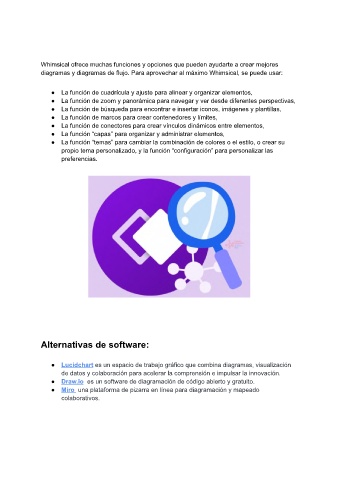 Whimsical ofrece muchas funciones y opciones que pueden ayudarte a crear mejores
diagramas y diagramas de flujo. Para aprovechar al máximo Whimsical, se puede usar:
● La función de cuadrícula y ajuste para alinear y organizar elementos,
● La función de zoom y panorámica para navegar y ver desde diferentes perspectivas,
● La función de búsqueda para encontrar e insertar iconos, imágenes y plantillas,
● La función de marcos para crear contenedores y límites,
● La función de conectores para crear vínculos dinámicos entre elementos,
● La función “capas” para organizar y administrar elementos,
● La función “temas” para cambiar la combinación de colores o el estilo, o crear su
propio tema personalizado, y la función “configuración” para personalizar las
preferencias.
Alternativas de software:
● Lucidchart es un espacio de trabajo gráfico que combina diagramas, visualización
de datos y colaboración para acelerar la comprensión e impulsar la innovación.
● Draw.io es un software de diagramación de código abierto y gratuito.
● Miro una plataforma de pizarra en línea para diagramación y mapeado
colaborativos.